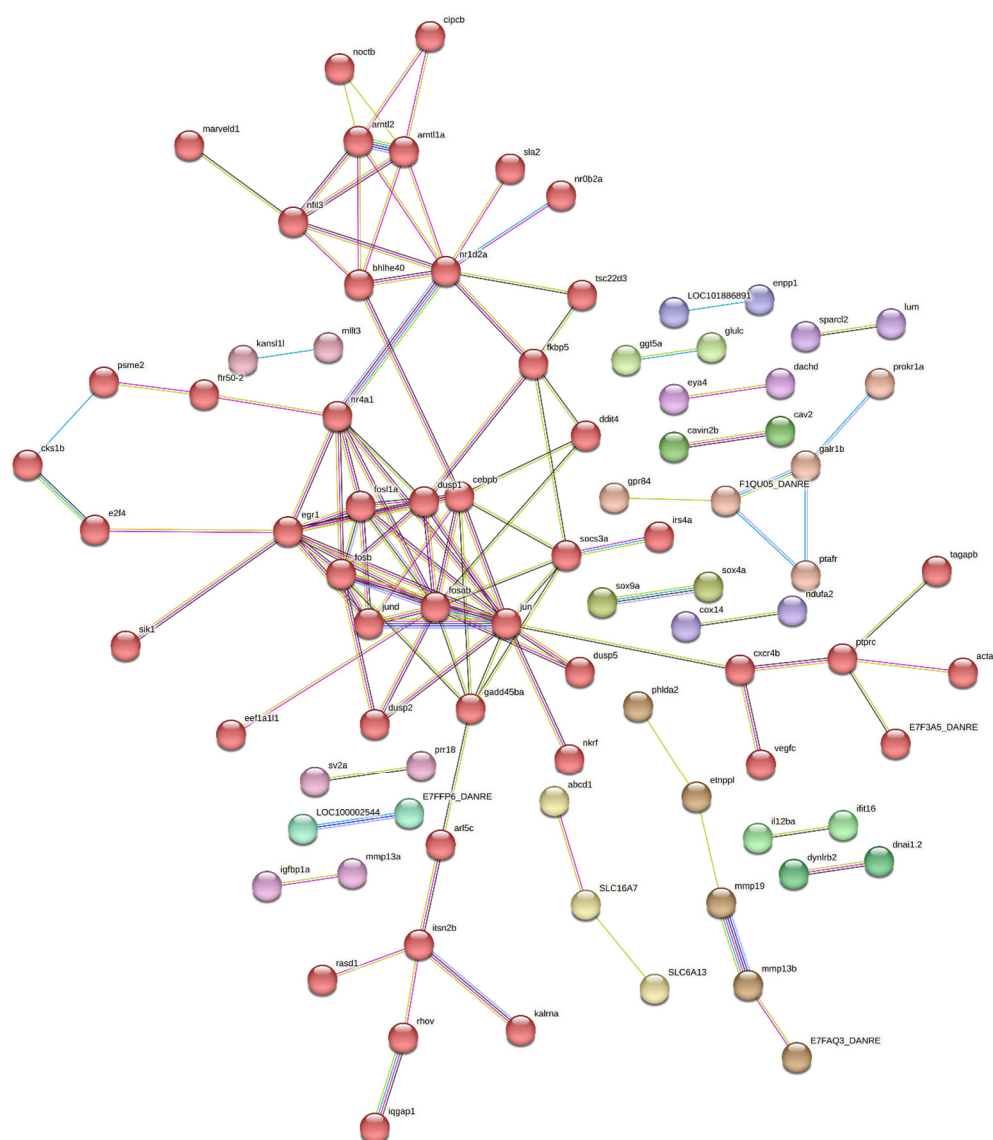 cipcb
noctb
arntl2
arntl1a
marveld1
sla2
nr0b2a
nfil3
nr1d2a
bhlhe40
tsc22d3
LOC101886891
enpp1
sparcl2
lum
kansl1l
mllt3
ggt5a
glulc
psme2
ftr50-2
fkbp5
eya4
dachd
prokr1a
nr4a1
ddit4
cavin2b
cav2
galr1b
cks1b
fosl1a
dusp1
cebpb
gpr84
F1QU05_DANRE
e2f4
egr1
socs3a
irs4a
ptafr
tagapb
fosb
sox9a
sox4a
fosab
jund
jun
cox14
ndufa2
sik1
dusp5
cxcr4b
ptprc
acta
eef1a1l1
dusp2
gadd45ba
phlda2
E7F3A5_DANRE
nkrf
vegfc
sv2a
prr18
abcd1
etnppl
LOC100002544
E7FFP6_DANRE
arl5c
il12ba
ifit16
igfbp1a
mmp13a
dynlrb2
dnai1.2
SLC16A7
mmp19
itsn2b
rasd1
SLC6A13
mmp13b
rhov
kalrna
E7FAQ3_DANRE
iqgap1